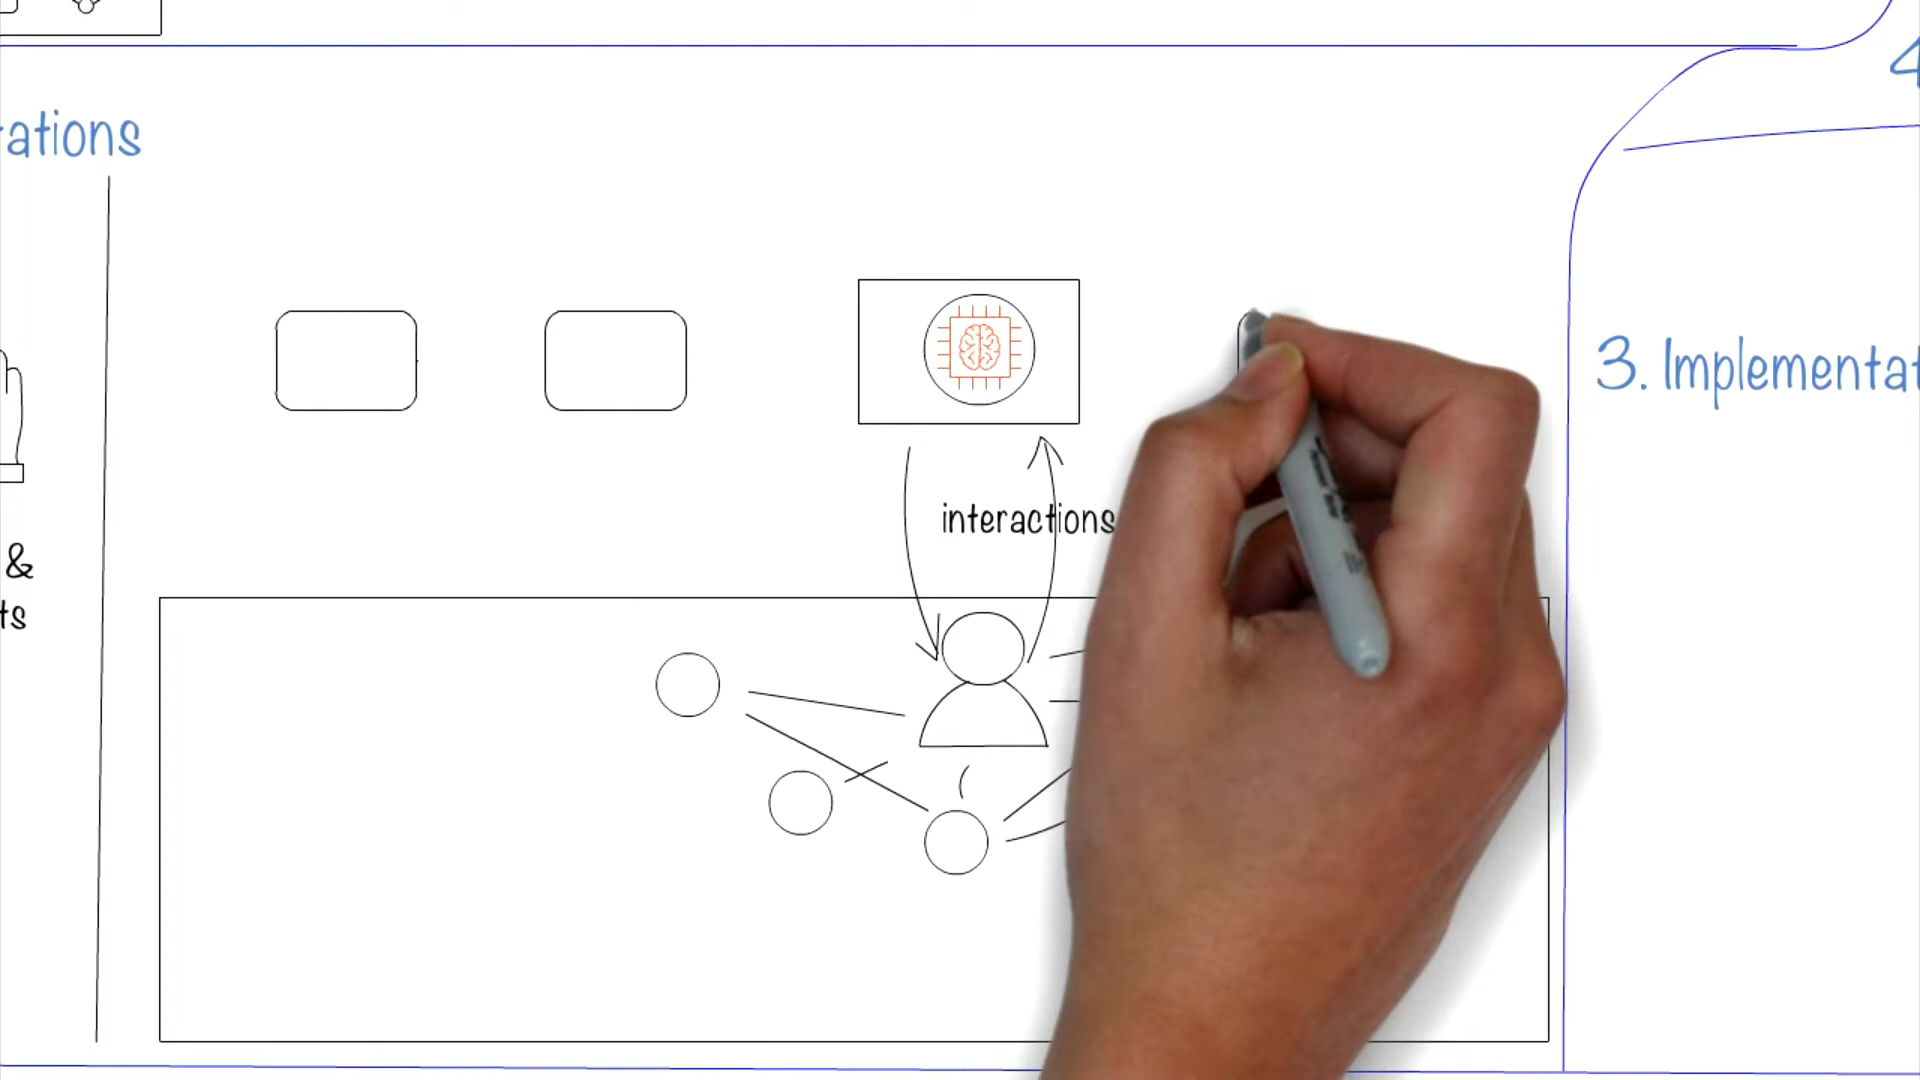 ations
3. Implementat
interactions
&
ts